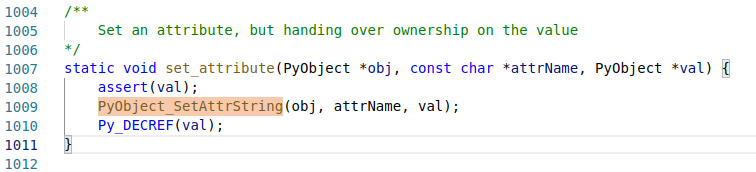 1004 /**
1005     Set an attribute, but handing over ownership on the value
1006 */
1007 static void set_attribute(PyObject *obj, const char *attrName, PyObject *val) {
1008     assert(val);
1009     PyObject_SetAttrString(obj, attrName, val);
1010     Py_DECREF(val);
1011 }
1012